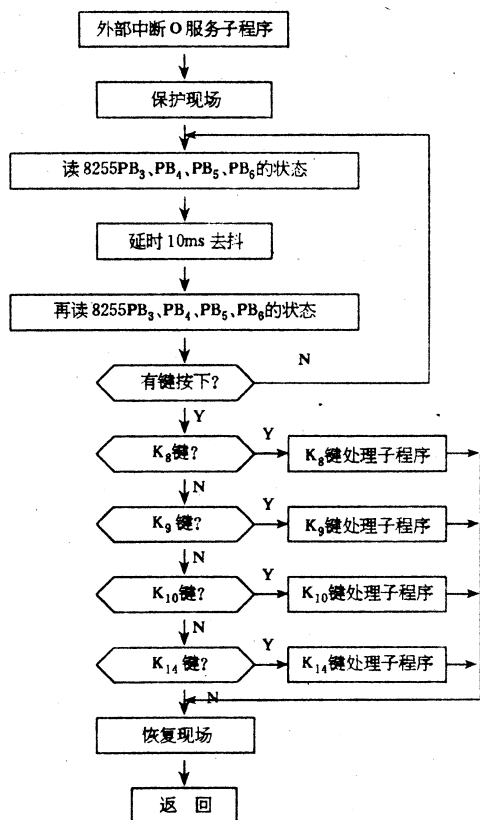 外部中断O服务子程序
保护现场
读8255PB₃、PB₄、PB₅、PB₆的状态
延时10ms去抖
再读8255PB₃、PB₄、PB₅、PB₆的状态
N
有键按下?
Y
K₈键? Y K₈键处理子程序
N
K₉键? Y K₉键处理子程序
N
K₁₀键? Y K₁₀键处理子程序
N
K₁₄键? Y K₁₄键处理子程序
N
恢复现场
返 回